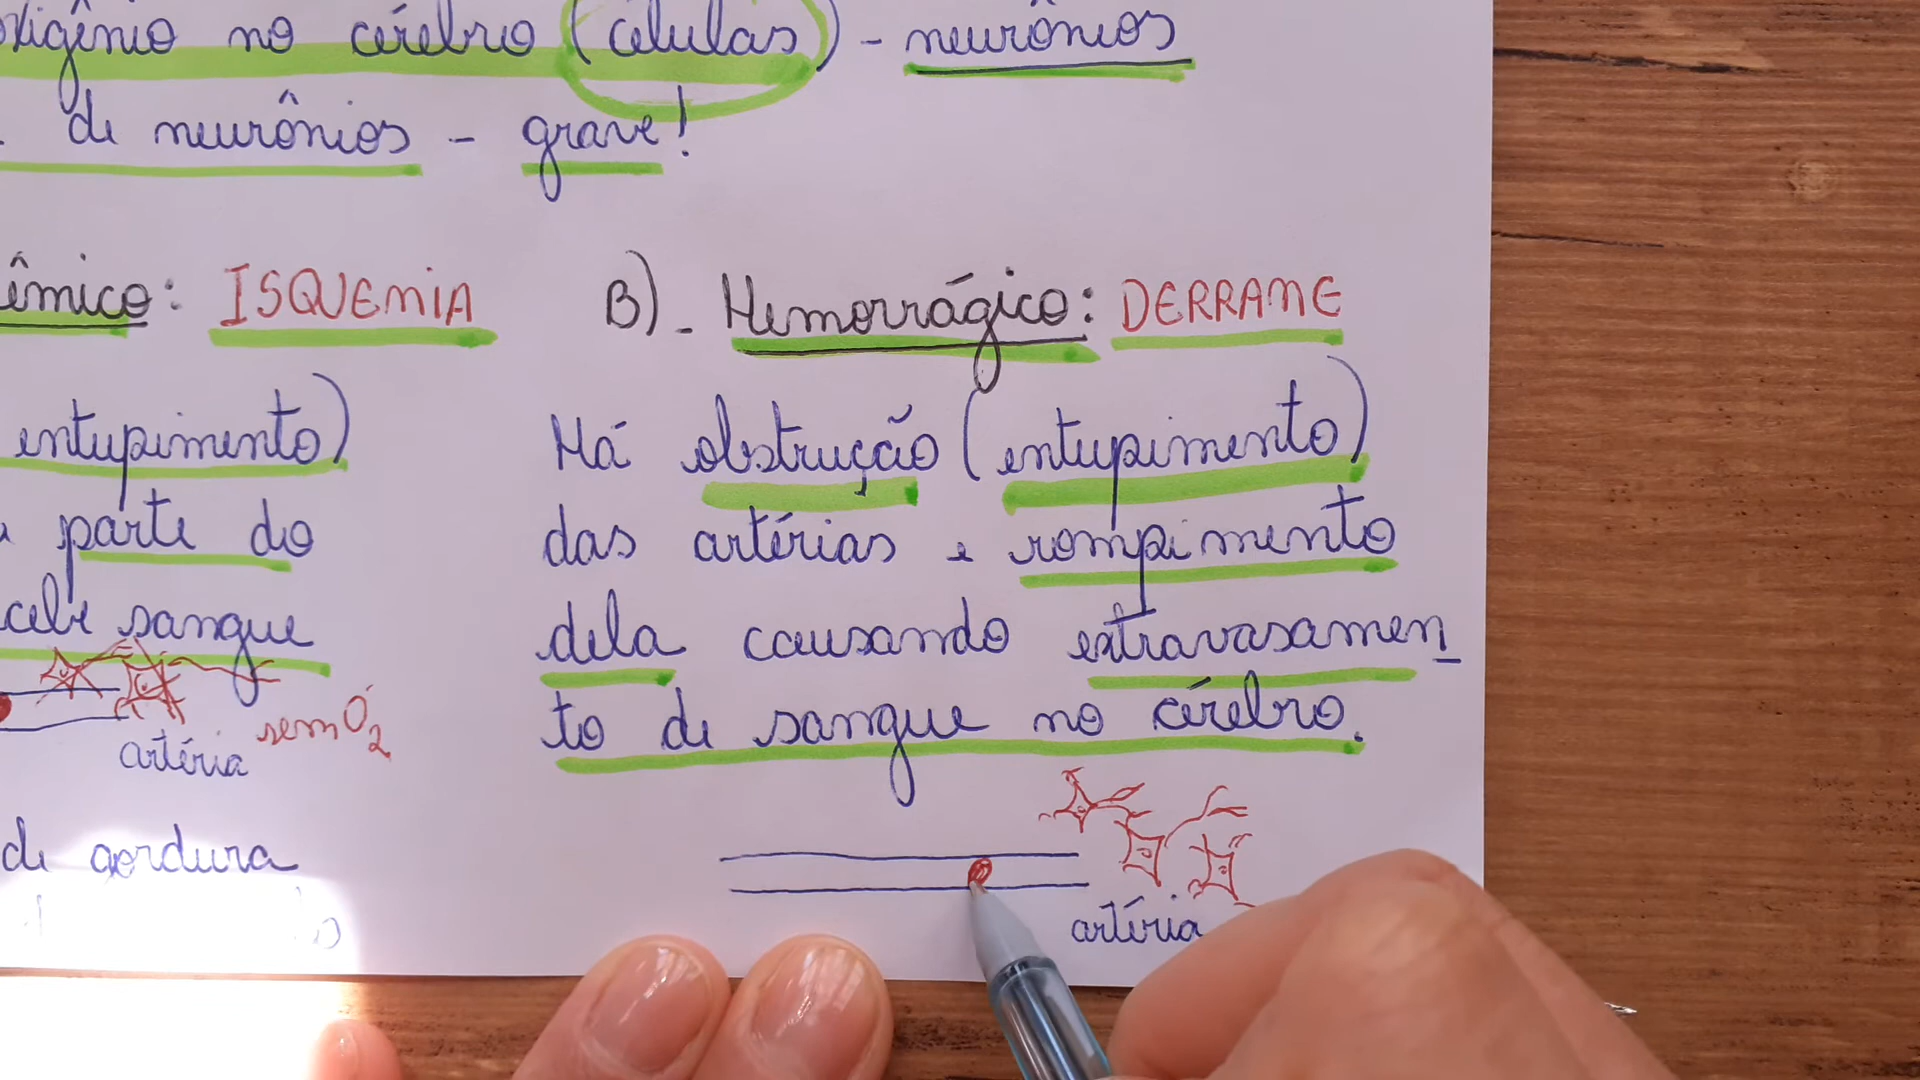 oxigênio no cérebro (células) - neurônios
de neurônios - grave!
êmico: ISQUEMIA
entupimento)
parte do
cebe sangue
sem O2
artéria
de gordura
B)- Hemorrágico: DERRAME
Há obstrução (entupimento)
das artérias e rompimento
dela causando extravasamen
to de sangue no cérebro.
artéria